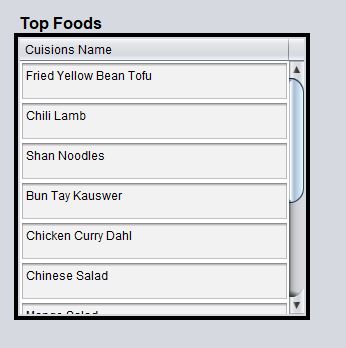 Top Foods
Cuisions Name
Fried Yellow Bean Tofu
Chili Lamb
Shan Noodles
Bun Tay Kauswer
Chicken Curry Dahl
Chinese Salad